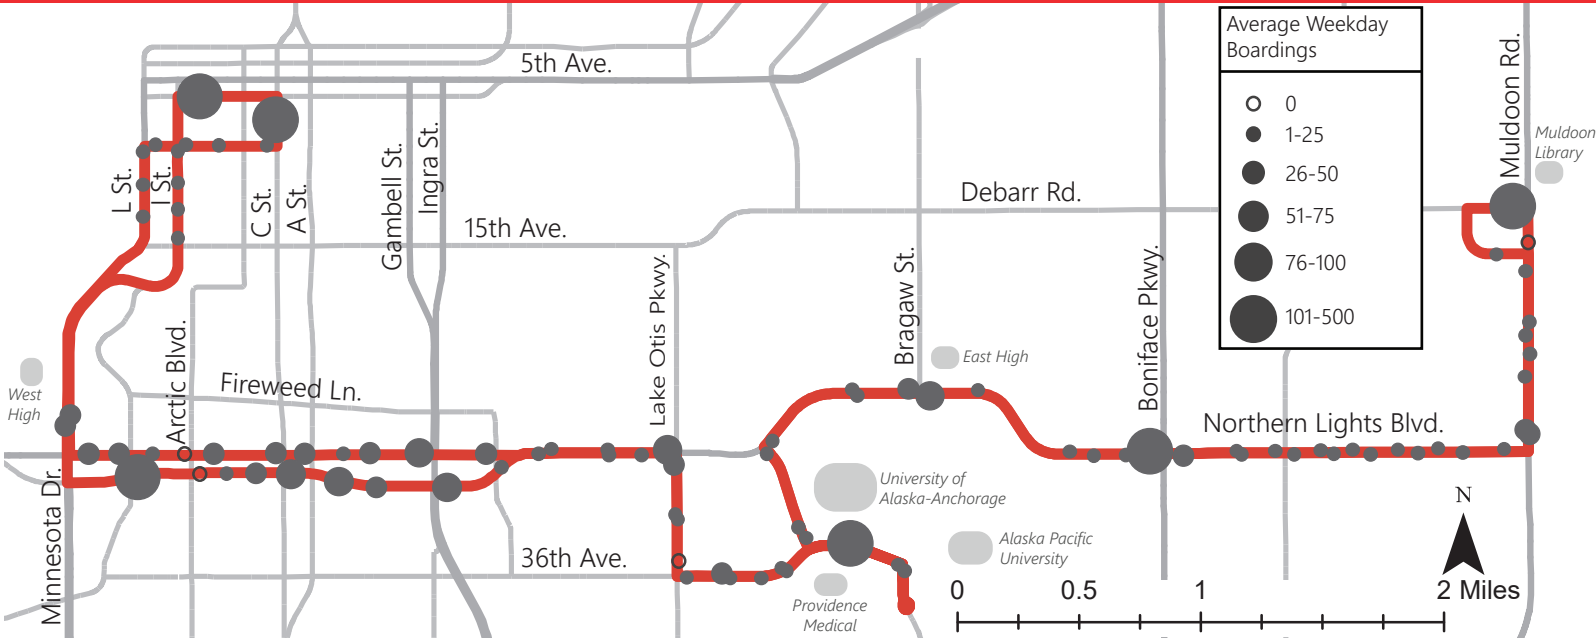 Average Weekday
Boardings
0
1-25
26-50
51-75
76-100
101-500
5th Ave.
Muldoon Rd.
Muldoon
Library
L St.
I St.
C St.
A St.
Gambell St.
Ingra St.
Debarr Rd.
15th Ave.
Lake Otis Pkwy.
Bragaw St.
Boniface Pkwy.
Arctic Blvd.
Fireweed Ln.
East High
West
High
Northern Lights Blvd.
Minnesota Dr.
University of
Alaska-Anchorage
Alaska Pacific
University
36th Ave.
Providence
Medical
N
0
0.5
1
2 Miles